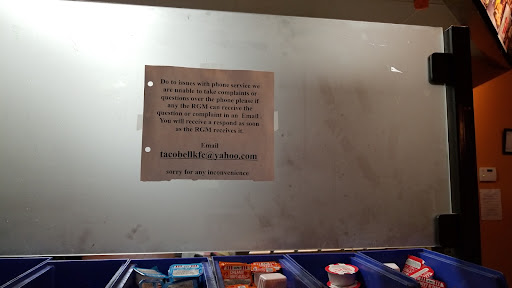 Do to issues with phone service we
are unable to take complaints or
questions over the phone please if
any the RGM can receive the
question or complaint in an Email
You will receive a respond as soon
as the RGM receives it
Email
tacobellkfc@yahoo.com
sorry for any inconvenience